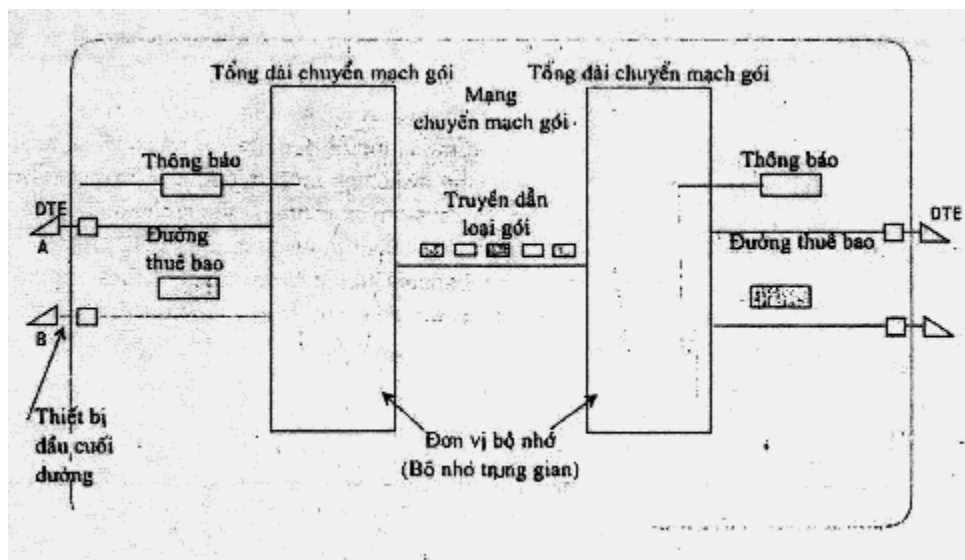 Tổng đài chuyển mạch gói
Tổng đài chuyển mạch gói
Mạng
chuyển mạch gói
Thông báo
Thông báo
Truyền dẫn
loại gói
DTE
A
Đường
thuê bao
Đường thuê bao
DTE
B
Thiết bị
đầu cuối
đường
Đơn vị bộ nhớ
(Bộ nhớ trung gian)